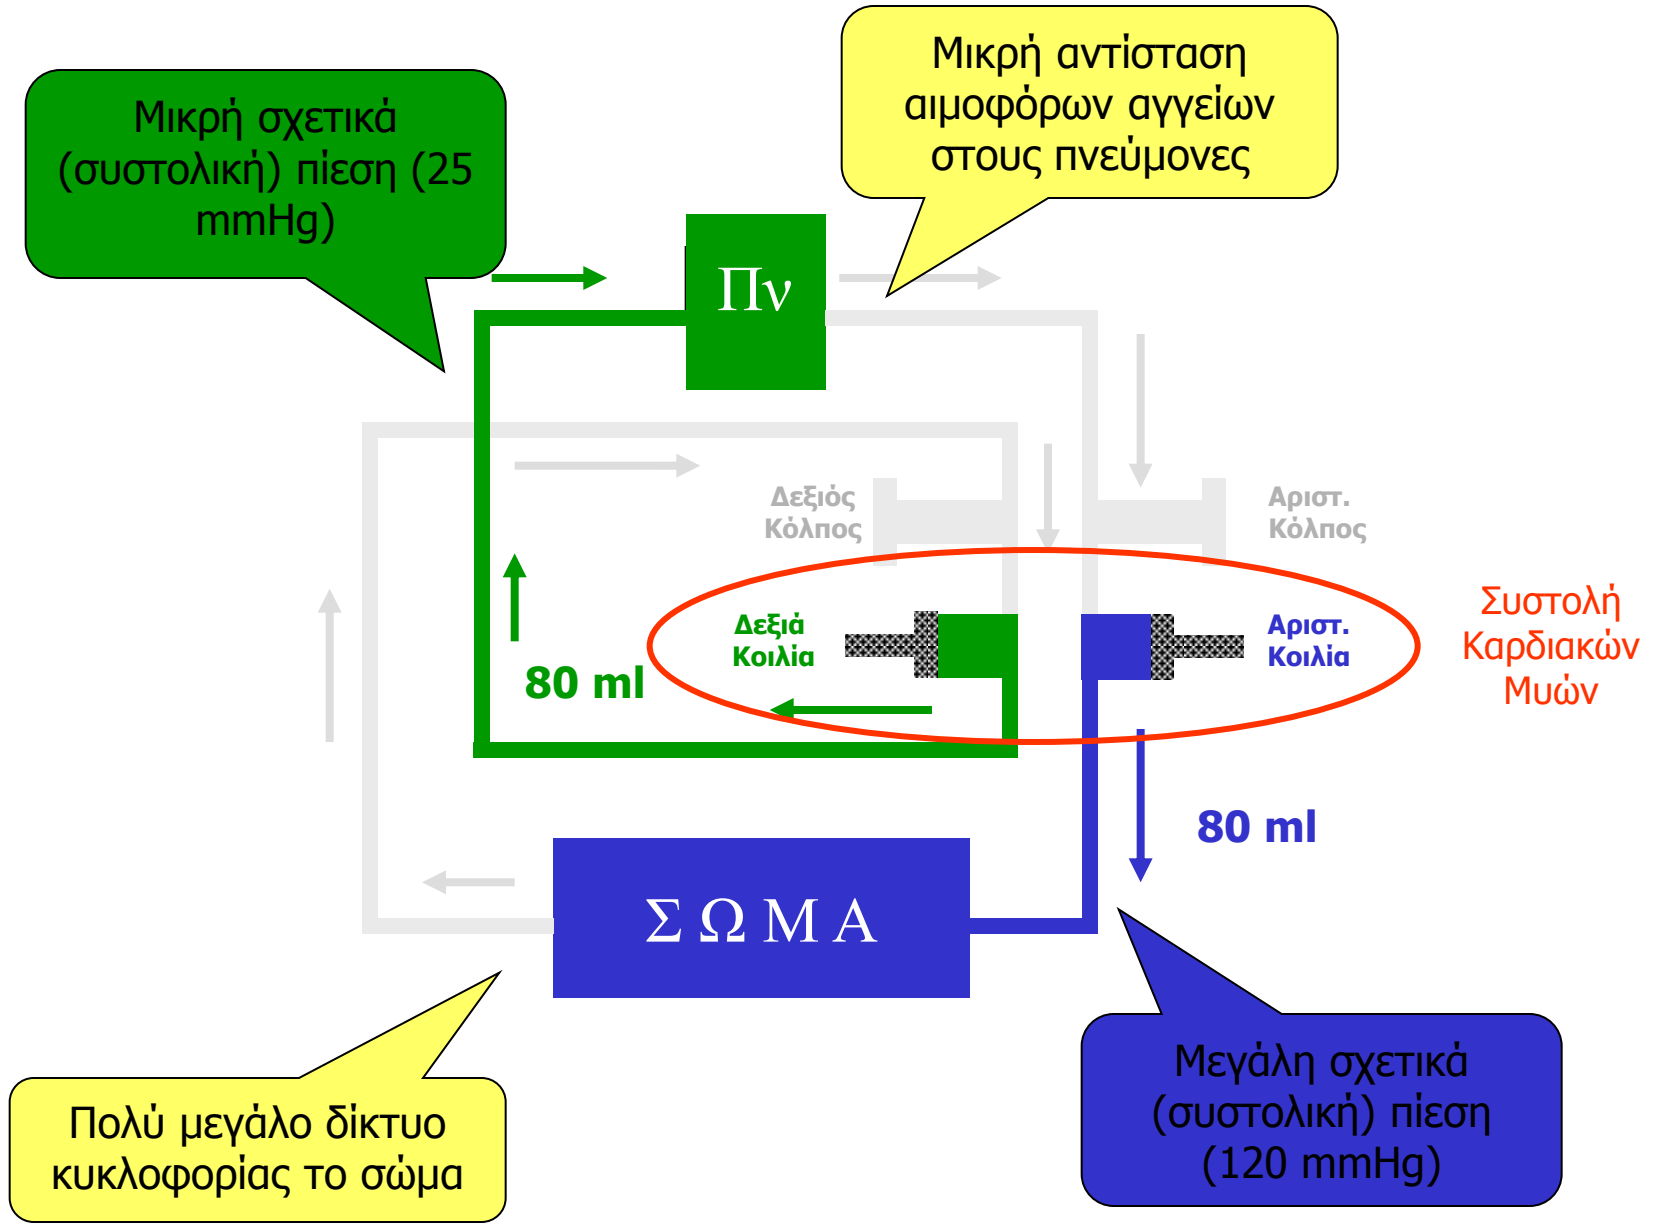 Μικρή αντίσταση
αιμοφόρων αγγείων
στους πνεύμονες
Μικρή σχετικά
(συστολική) πίεση (25
mmHg)
Πν
Δεξιός
Κόλπος
Αριστ.
Κόλπος
Δεξιά
Κοιλία
Αριστ.
Κοιλία
Συστολή
Καρδιακών
Μυών
80 ml
80 ml
Σ Ω Μ Α
Μεγάλη σχετικά
(συστολική) πίεση
(120 mmHg)
Πολύ μεγάλο δίκτυο
κυκλοφορίας το σώμα